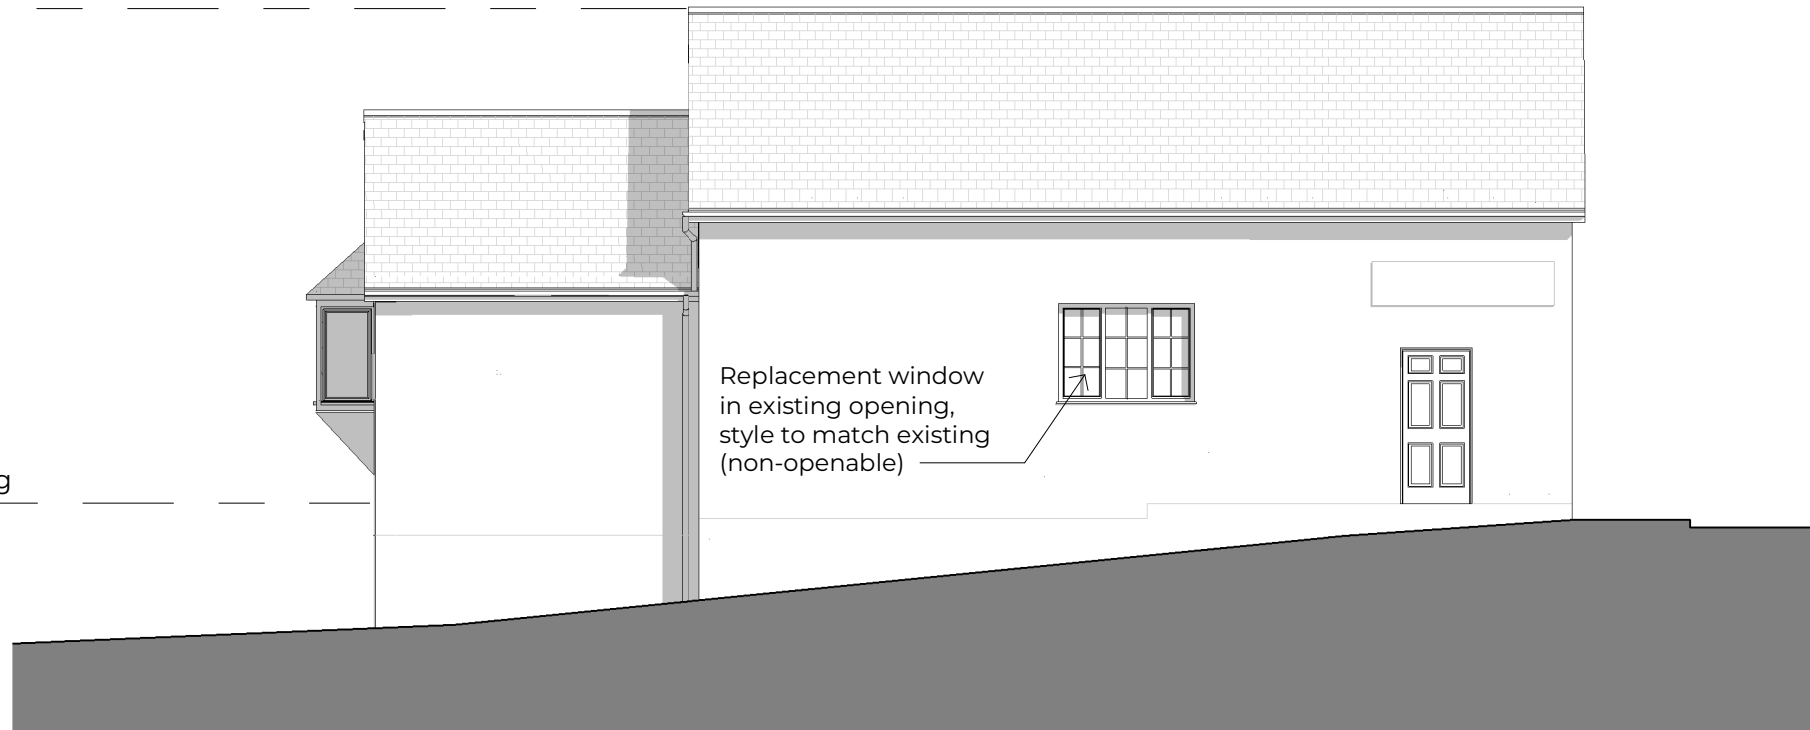 Replacement window
in existing opening,
style to match existing
(non-openable)
g